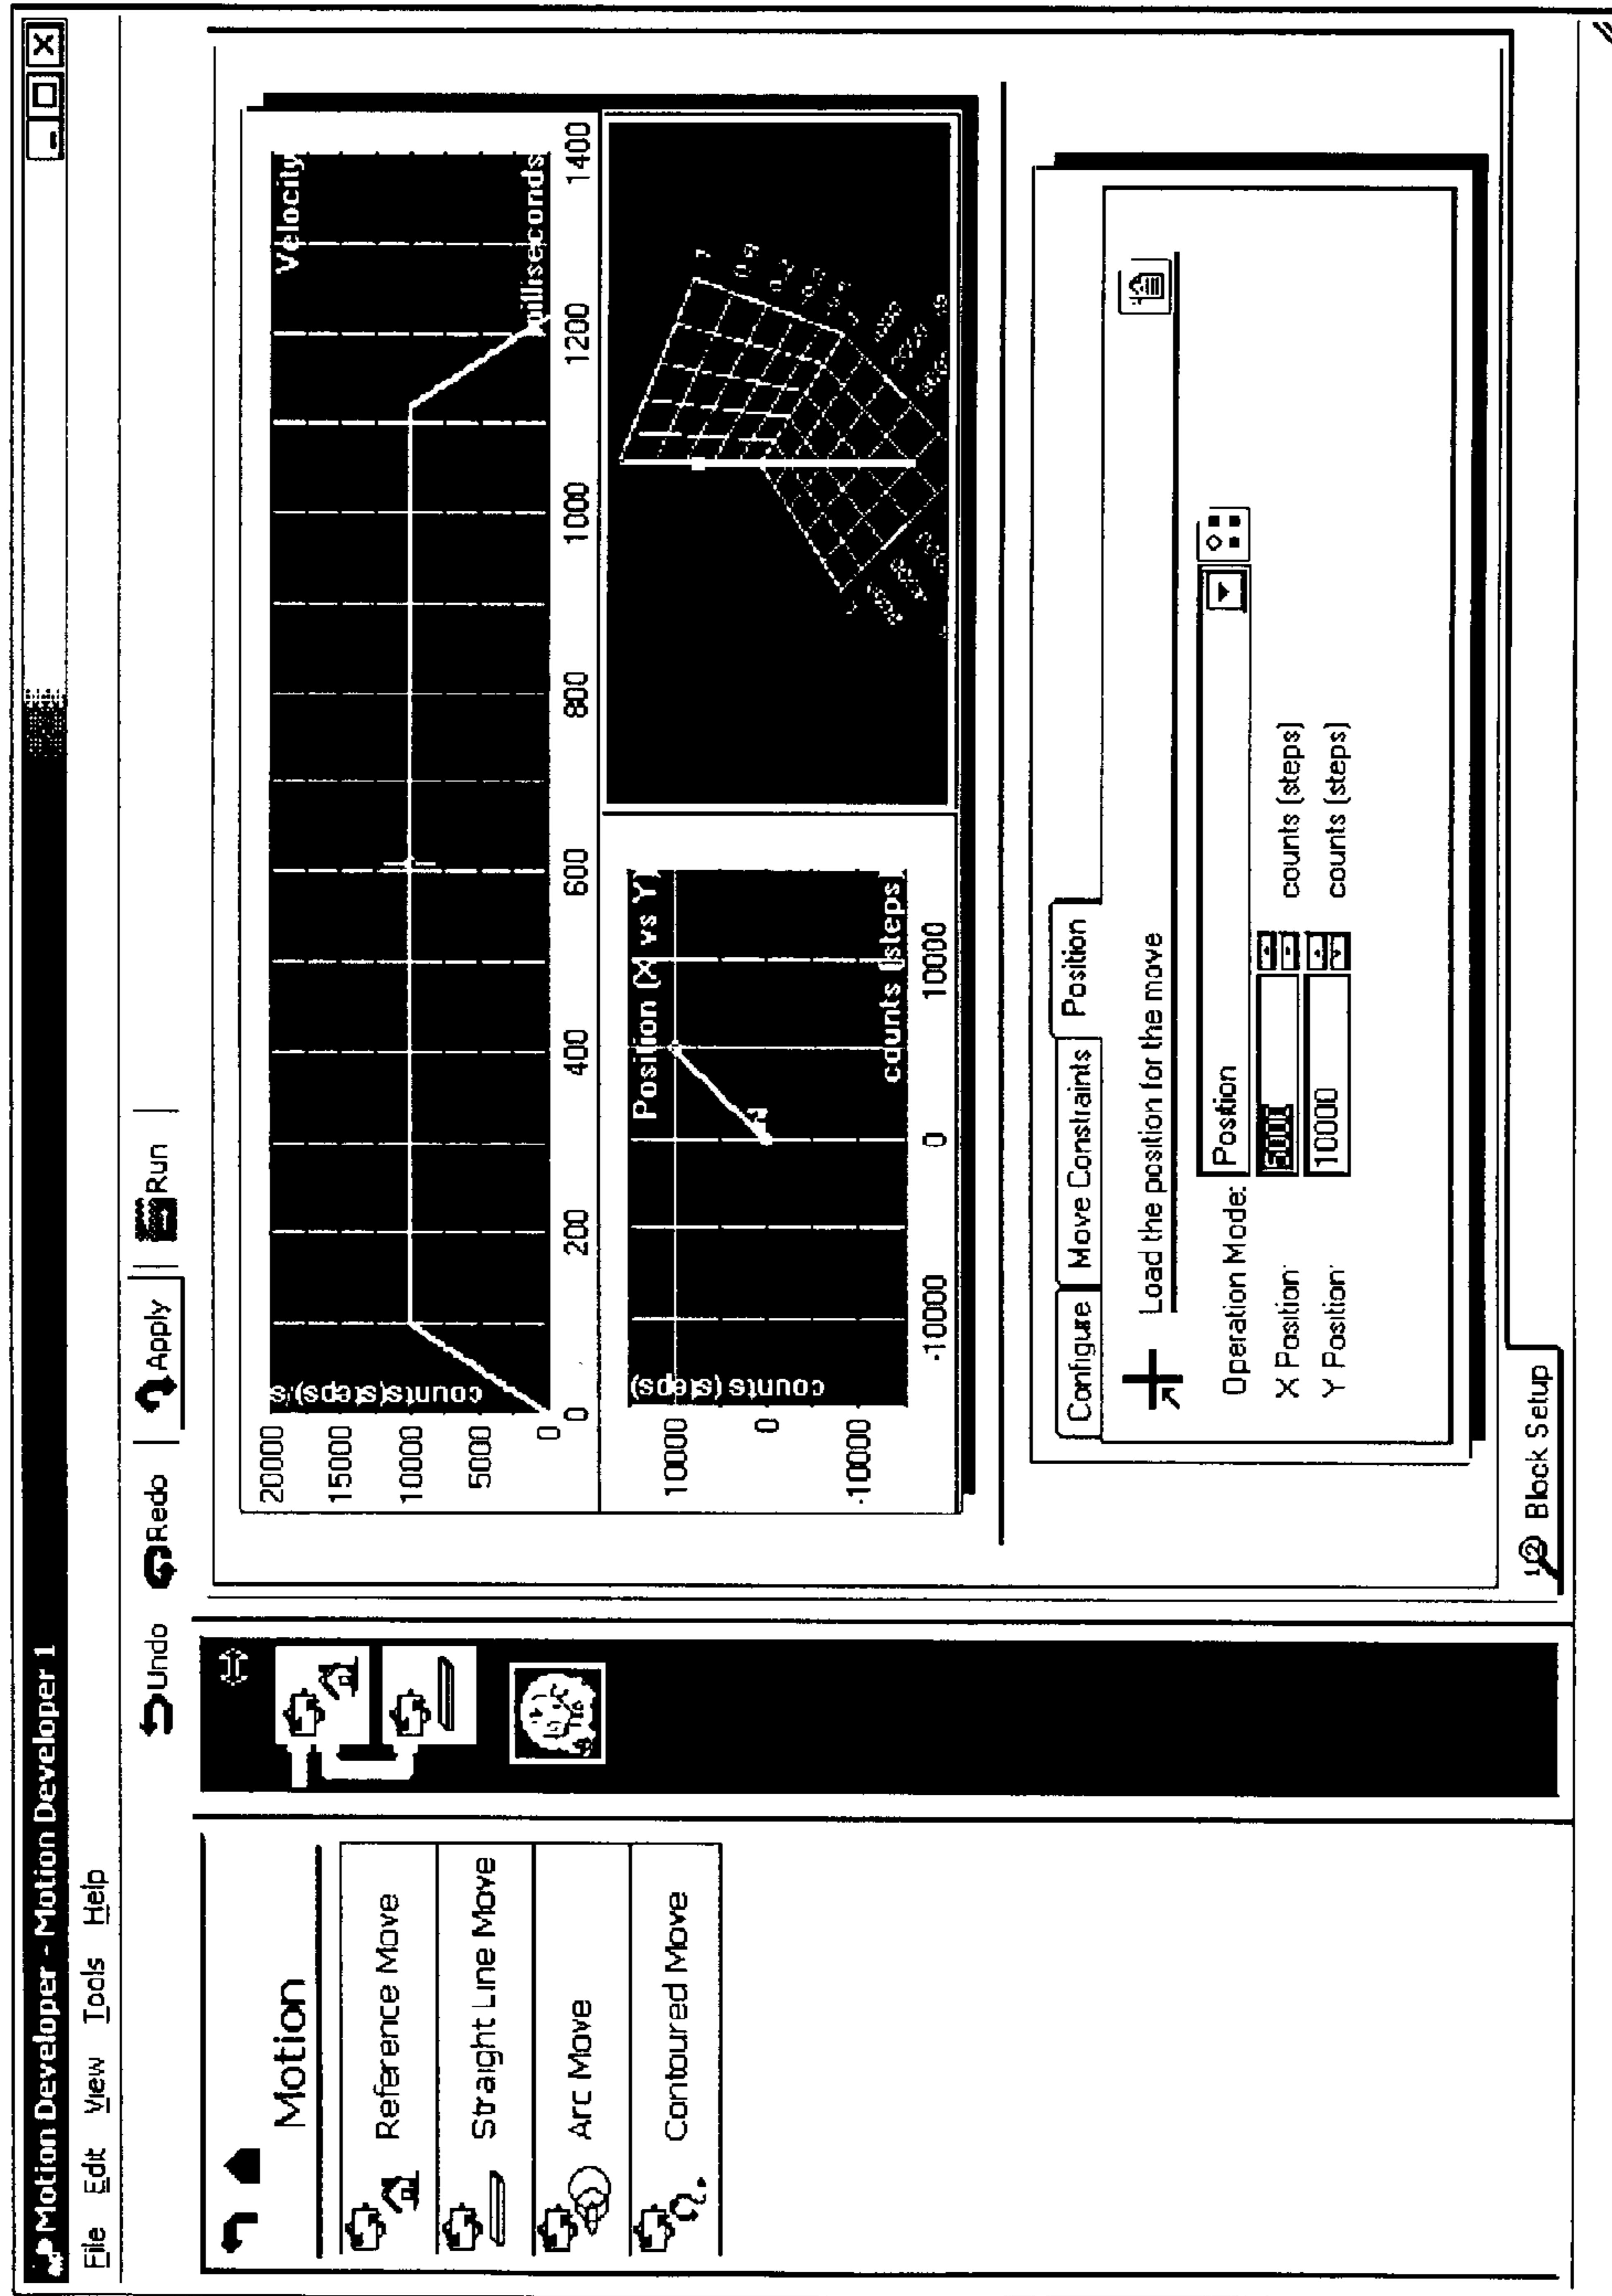 Motion Developer - Motion Developer 1
File Edit View Tools Help
Undo Redo Apply Run
Motion
Reference Move
Straight Line Move
Arc Move
Contoured Move
20000
15000
10000
5000
0
counts(steps)/s
Velocity
0 200 400 600 800 1000 1200 1400
10000
0
-10000
counts(steps)
Position (X vs Y)
counts (steps
-10000 0 10000
Configure Move Constraints Position
Load the position for the move
Operation Mode: Position
X Position: 5000 counts (steps)
Y Position: 10000 counts (steps)
Block Setup